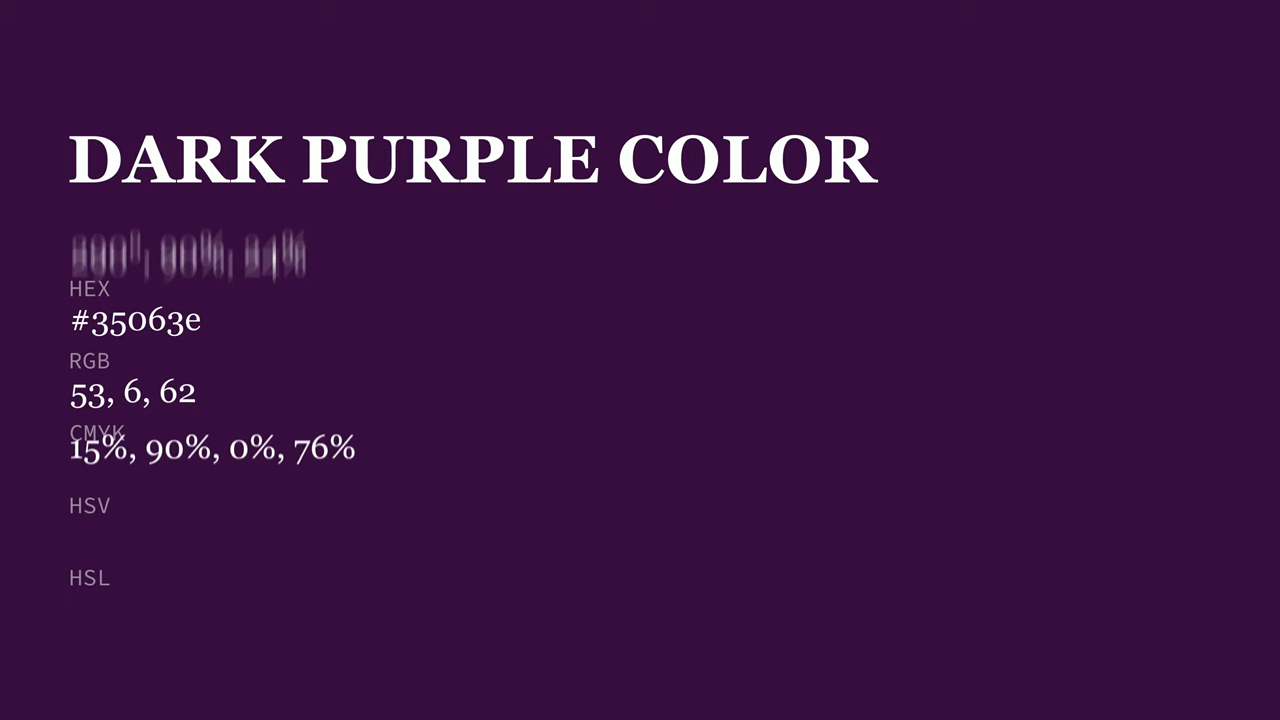 DARK PURPLE COLOR
HEX
#35063e
RGB
53, 6, 62
CMYK
15%, 90%, 0%, 76%
HSV
HSL